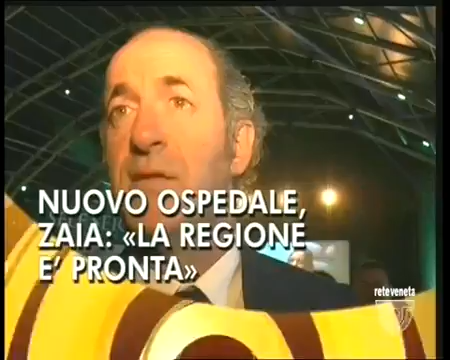 NUOVO OSPEDALE,
ZAIA: «LA REGIONE
E' PRONTA»
reteveneta